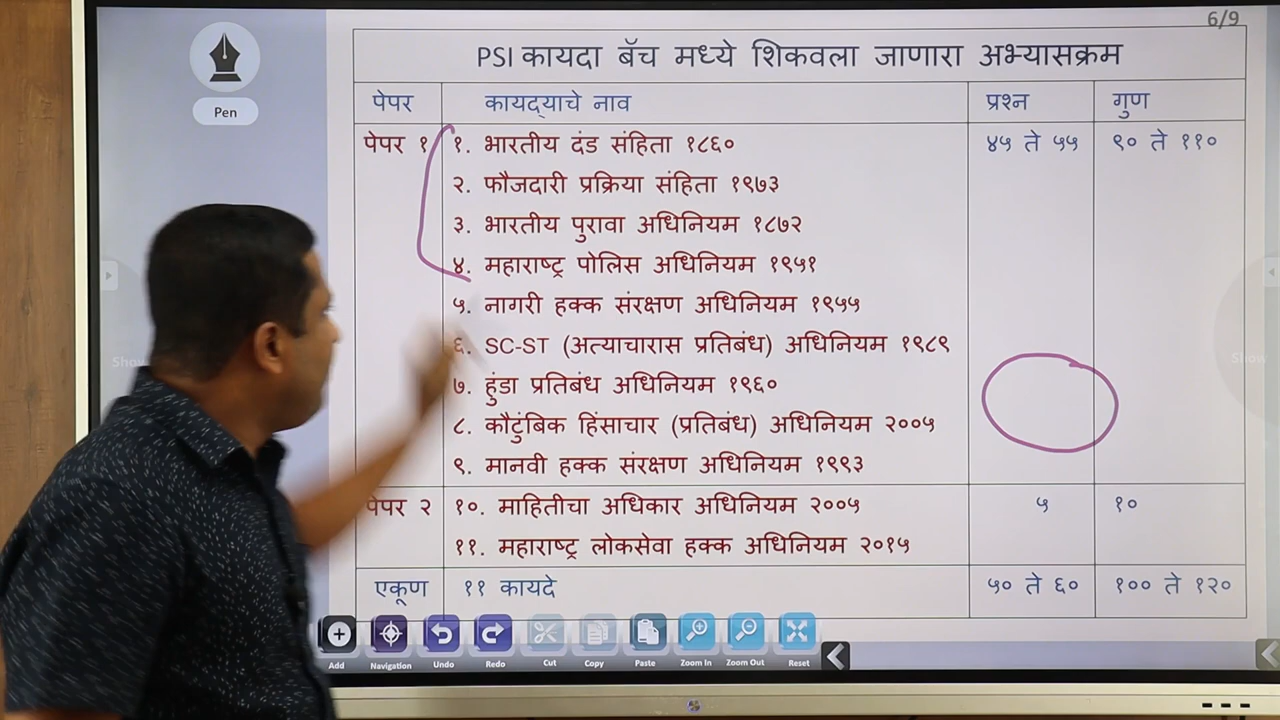 6/9
Pen
PSI कायदा बॅच मध्ये शिकवला जाणारा अभ्यासक्रम
पेपर कायद्याचे नाव प्रश्न गुण
पेपर १ १. भारतीय दंड संहिता १८६० ४५ ते ५५ ९० ते ११०
२. फौजदारी प्रक्रिया संहिता १९७३
३. भारतीय पुरावा अधिनियम १८७२
४. महाराष्ट्र पोलिस अधिनियम १९५१
५. नागरी हक्क संरक्षण अधिनियम १९५५
६. SC-ST (अत्याचारास प्रतिबंध) अधिनियम १९८९
Show
Show
७. हुंडा प्रतिबंध अधिनियम १९६०
८. कौटुंबिक हिंसाचार (प्रतिबंध) अधिनियम २००५
९. मानवी हक्क संरक्षण अधिनियम १९९३
पेपर २ १०. माहितीचा अधिकार अधिनियम २००५ ५ १०
११. महाराष्ट्र लोकसेवा हक्क अधिनियम २०१५
एकूण ११ कायदे ५० ते ६० १०० ते १२०
Add Navigation Undo Redo Cut Copy Paste Zoom In Zoom Out Reset